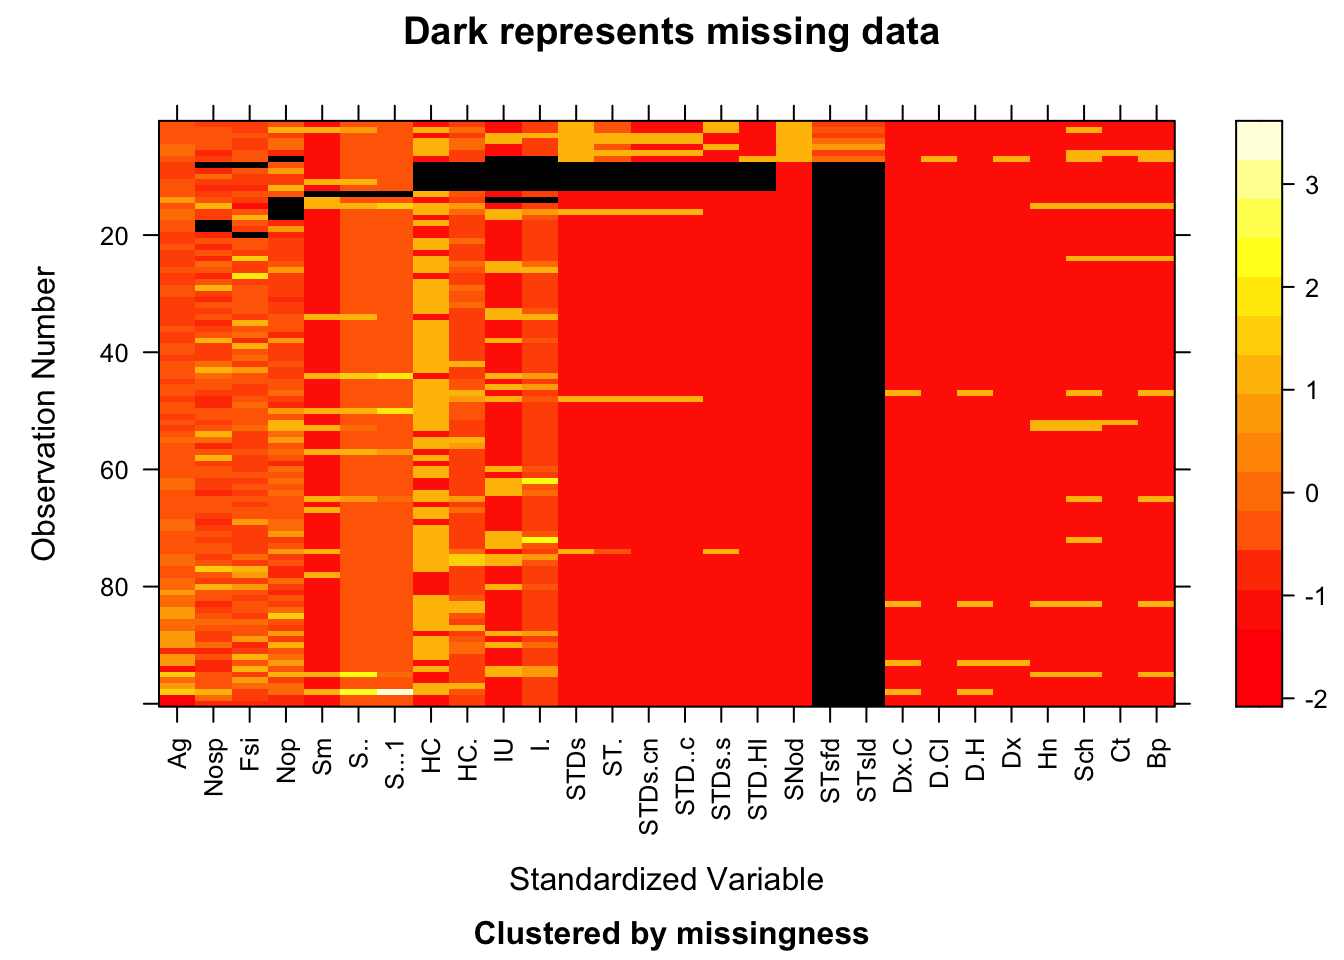 Dark represents missing data
Observation Number
20
40
60
80
3
2
1
0
-1
-2
Ag
Nosp
Fsi
Nop
Sm
S..
S...1
HC
HC.
IU
I.
STDs
ST.
STDs.cn
STD..c
STDs.s
STD.HI
SNod
STsfd
STsld
Dx.C
D.CI
D.H
Dx
Hn
Sch
Ct
Bp
Standardized Variable
Clustered by missingness